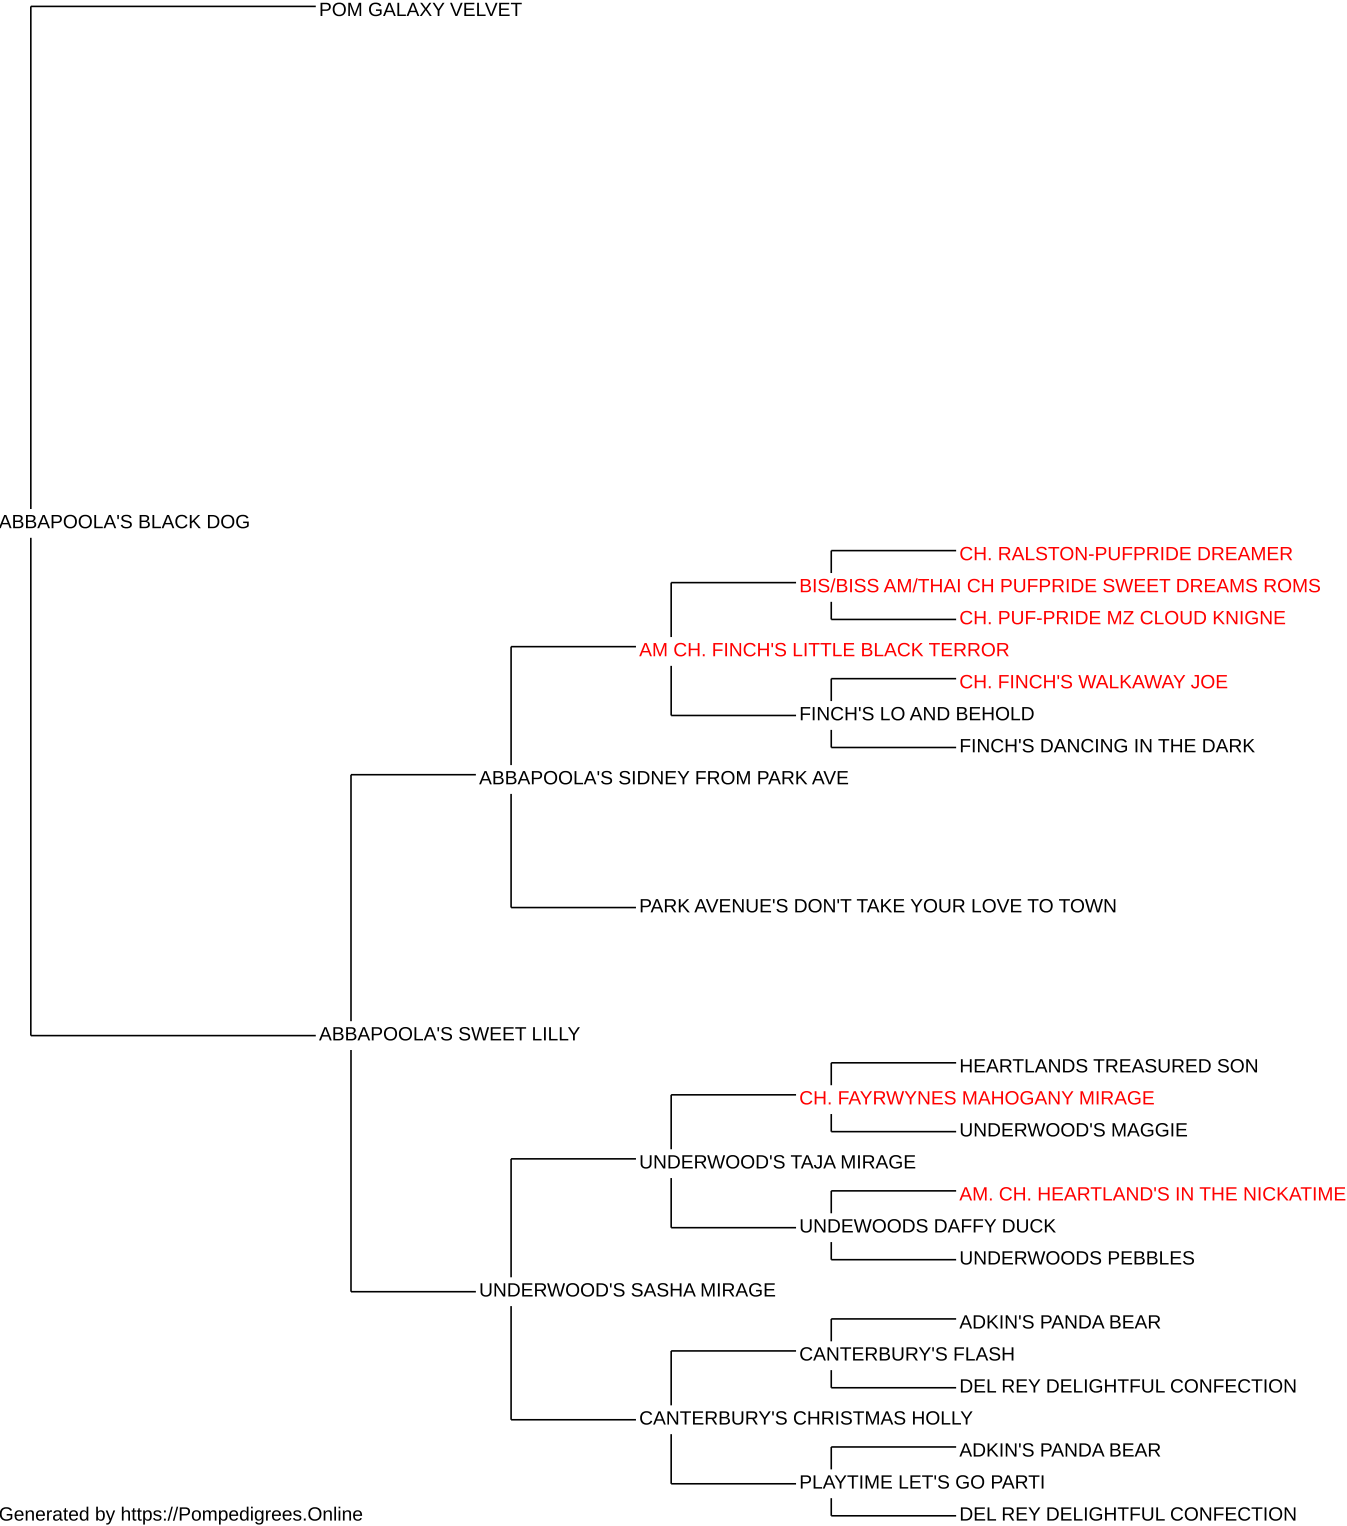 POM GALAXY VELVET
ABBAPOOLA'S BLACK DOG
CH. RALSTON-PUFPRIDE DREAMER
BIS/BISS AM/THAI CH PUFPRIDE SWEET DREAMS ROMS
CH. PUF-PRIDE MZ CLOUD KNIGNE
AM CH. FINCH'S LITTLE BLACK TERROR
CH. FINCH'S WALKAWAY JOE
FINCH'S LO AND BEHOLD
FINCH'S DANCING IN THE DARK
ABBAPOOLA'S SIDNEY FROM PARK AVE
PARK AVENUE'S DON'T TAKE YOUR LOVE TO TOWN
ABBAPOOLA'S SWEET LILLY
HEARTLANDS TREASURED SON
CH. FAYRWYNES MAHOGANY MIRAGE
UNDERWOOD'S MAGGIE
UNDERWOOD'S TAJA MIRAGE
AM. CH. HEARTLAND'S IN THE NICKATIME
UNDEWOODS DAFFY DUCK
UNDERWOODS PEBBLES
UNDERWOOD'S SASHA MIRAGE
ADKIN'S PANDA BEAR
CANTERBURY'S FLASH
DEL REY DELIGHTFUL CONFECTION
CANTERBURY'S CHRISTMAS HOLLY
ADKIN'S PANDA BEAR
PLAYTIME LET'S GO PARTI
DEL REY DELIGHTFUL CONFECTION
Generated by https://Pompedigrees.Online